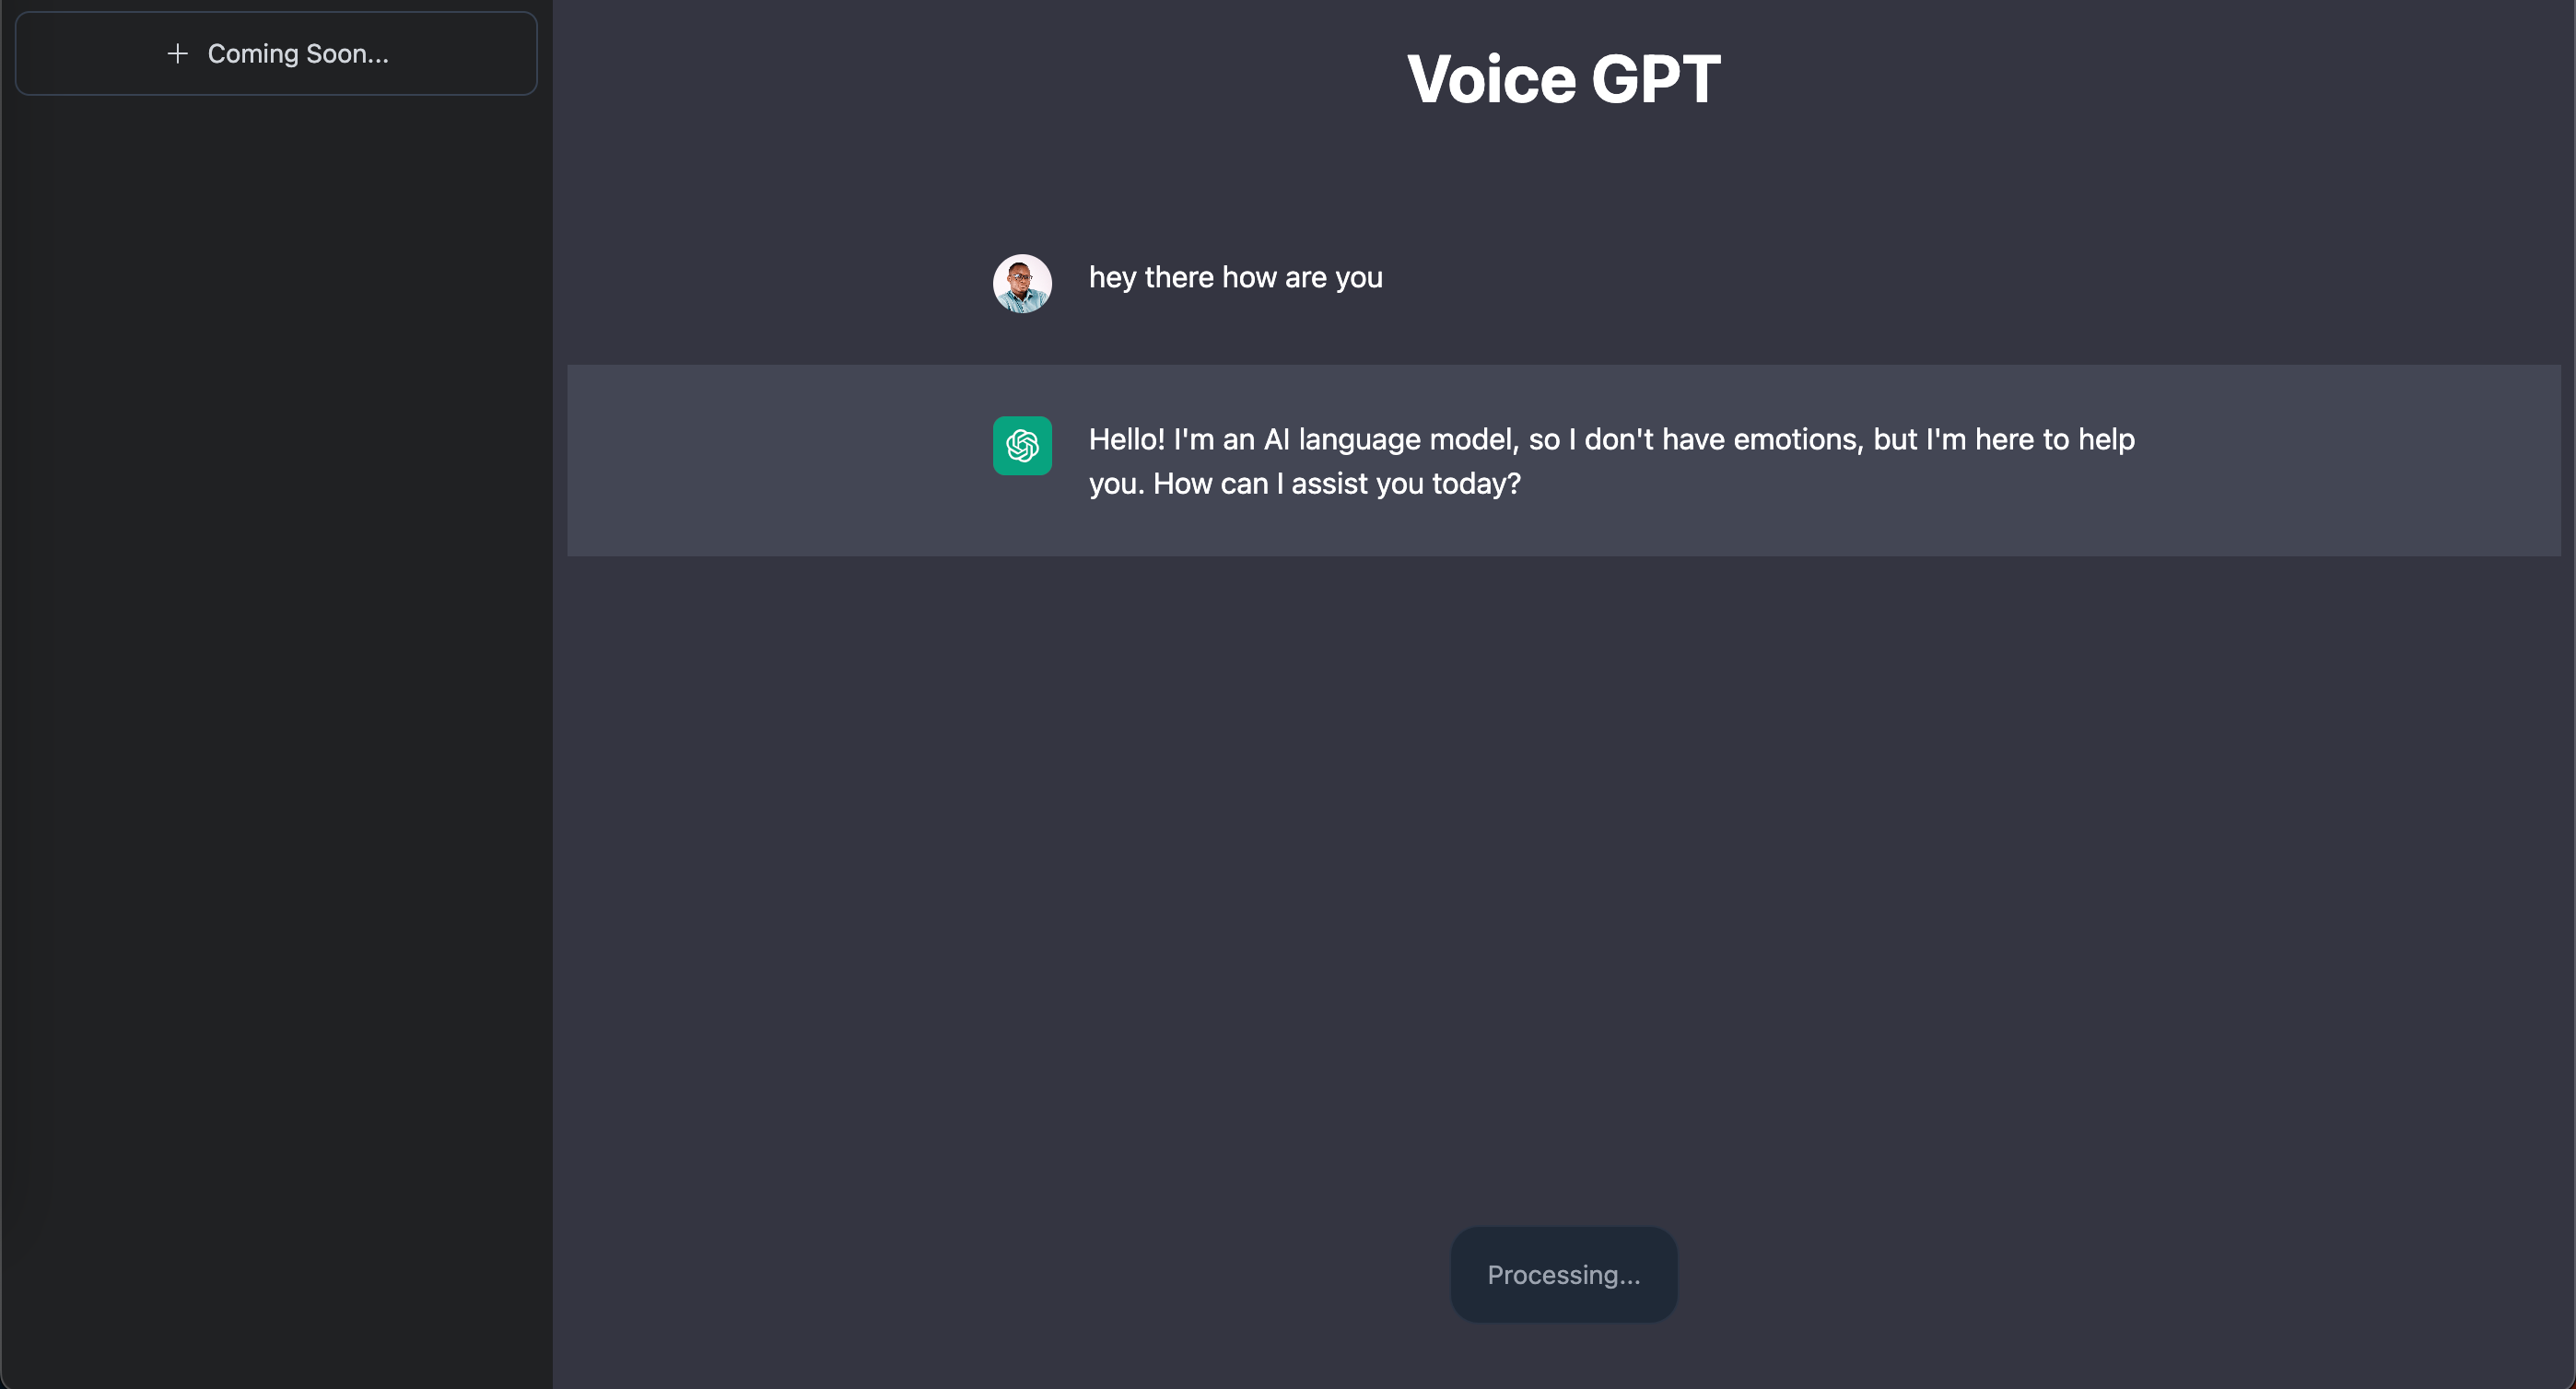 + Coming Soon...
Voice GPT
hey there how are you
Hello! I'm an AI language model, so I don't have emotions, but I'm here to help
you. How can I assist you today?
Processing...